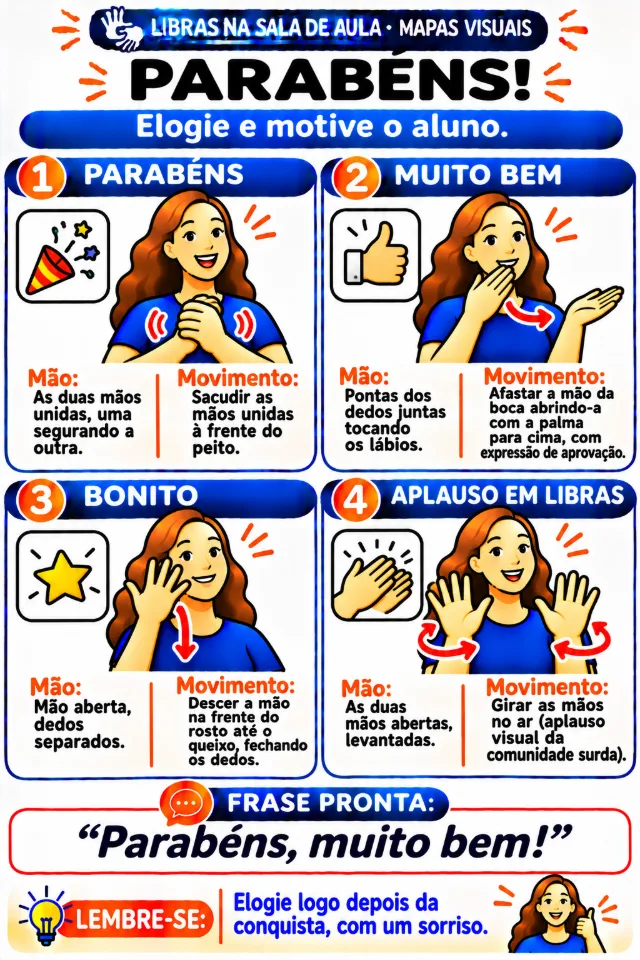 LIBRAS NA SALA DE AULA · MAPAS VISUAIS
PARABÉNS!
Elogie e motive o aluno.
1 PARABÉNS
Mão:
As duas mãos
unidas, uma
segurando a
outra.
Movimento:
Sacudir as
mãos unidas
à frente do
peito.
2 MUITO BEM
Mão:
Pontas dos
dedos juntas
tocando
os lábios.
Movimento:
Afastar a mão da
boca abrindo-a
com a palma
para cima, com
expressão de aprovação.
3 BONITO
Mão:
Mão aberta,
dedos
separados.
Movimento:
Descer a mão
na frente do
rosto até o
queixo, fechando
os dedos.
4 APLAUSO EM LIBRAS
Mão:
As duas
mãos abertas,
levantadas.
Movimento:
Girar as mãos
no ar (aplauso
visual da
comunidade surda).
FRASE PRONTA:
“Parabéns, muito bem!”
LEMBRE-SE:
Elogie logo depois da
conquista, com um sorriso.